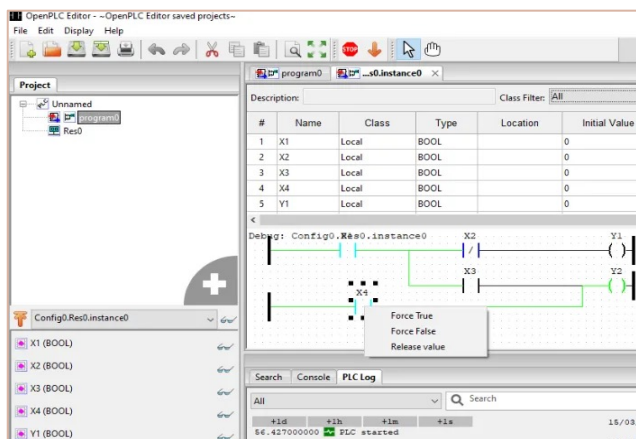 OpenPLC Editor - ~OpenPLC Editor saved projects~
File Edit Display Help
Project
Unnamed
program0
Res0
program0
...s0.instance0
Description:
Class Filter: All
# Name Class Type Location Initial Value
1 X1 Local BOOL 0
2 X2 Local BOOL 0
3 X3 Local BOOL 0
4 X4 Local BOOL 0
5 Y1 Local BOOL 0
Debug: Config0.Res0.instance0
X2
Y1
X3
Y2
X4
Force True
Force False
Release value
Config0.Res0.instance0
X1 (BOOL)
X2 (BOOL)
X3 (BOOL)
X4 (BOOL)
Y1 (BOOL)
Search Console PLC Log
All
Search
+1d +1h +1m +1s
15/03
56.427000000 PLC started